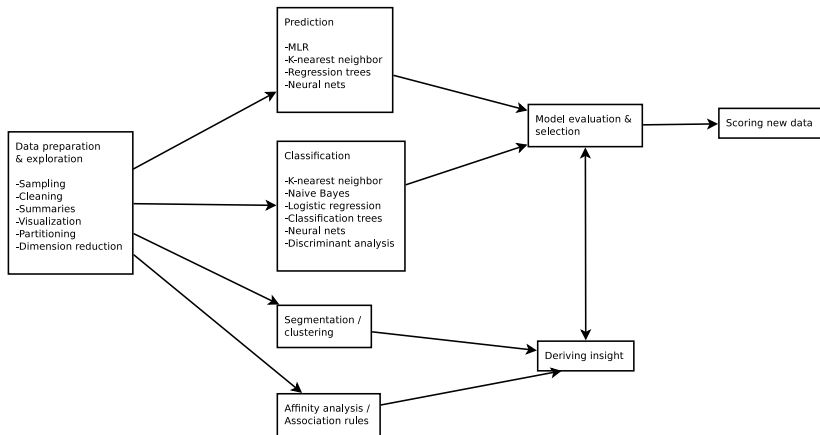 Data preparation
& exploration
-Sampling
-Cleaning
-Summaries
-Visualization
-Partitioning
-Dimension reduction
Prediction
-MLR
-K-nearest neighbor
-Regression trees
-Neural nets
Classification
-K-nearest neighbor
-Naive Bayes
-Logistic regression
-Classification trees
-Neural nets
-Discriminant analysis
Segmentation /
clustering
Affinity analysis /
Association rules
Model evaluation &
selection
Deriving insight
Scoring new data